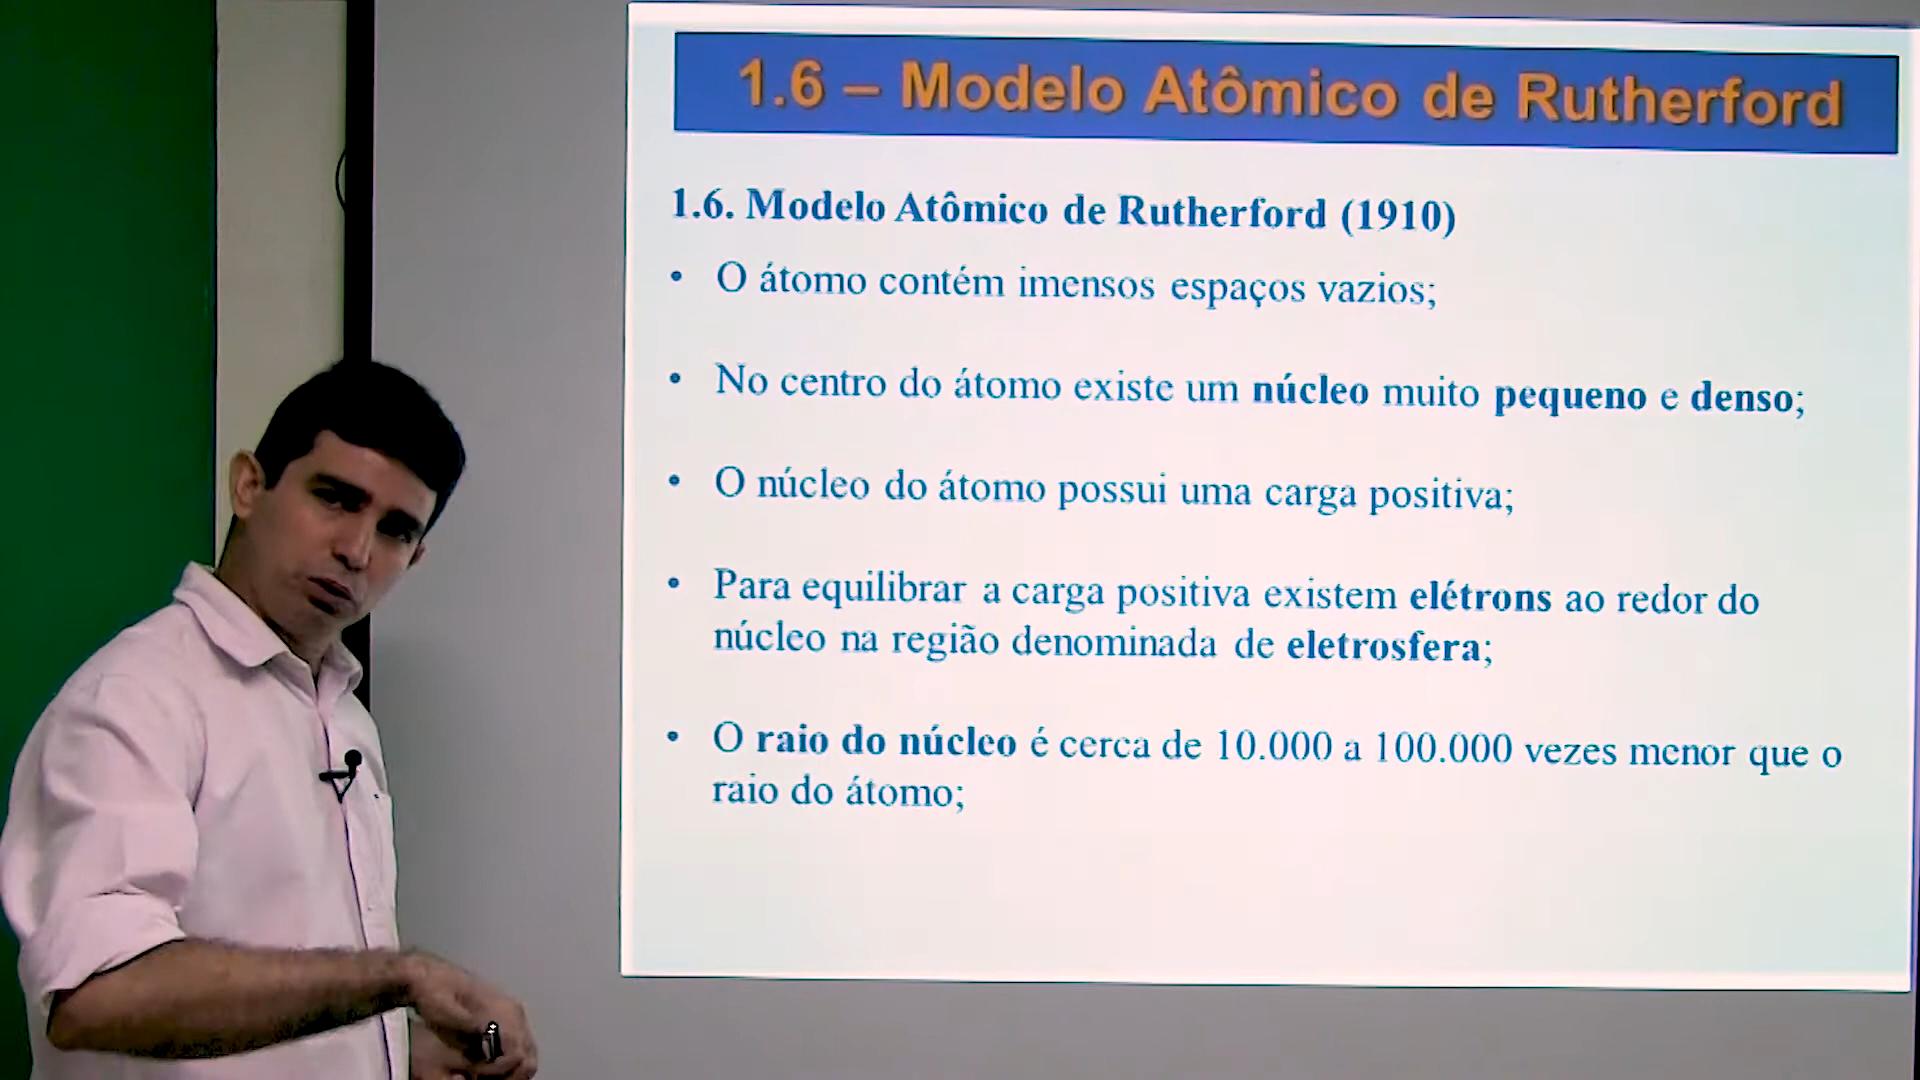 1.6 – Modelo Atômico de Rutherford
1.6. Modelo Atômico de Rutherford (1910)
• O átomo contém imensos espaços vazios;
• No centro do átomo existe um núcleo muito pequeno e denso;
• O núcleo do átomo possui uma carga positiva;
• Para equilibrar a carga positiva existem elétrons ao redor do
núcleo na região denominada de eletrosfera;
• O raio do núcleo é cerca de 10.000 a 100.000 vezes menor que o
raio do átomo;